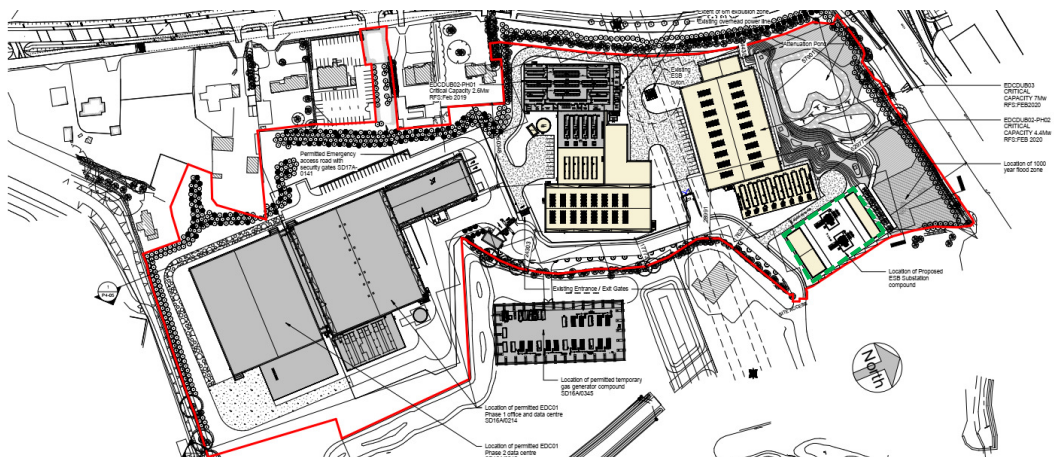 Extent of 6m exclusion zone
Existing overhead power line
Attenuation Pond
Existing
ESB
pylon
EDCDUB02-PH01
Critical Capacity 2.6Mw
RFS:Feb 2019
EDCDUB03
CRITICAL
CAPACITY 7Mw
RFS:FEB2020
EDCDUB02-PH02
CRITICAL
CAPACITY 4.4Mw
RFS: FEB 2020
Location of 1000
year flood zone
Permitted Emergency
access road with
security gates SD17A-
0141
Location of Proposed
ESB Substation
compound
Existing Entrance / Exit Gates
North
Location of permitted temporary
gas generator compound
SD16A/0345
Location of permitted EDC01
Phase 1 office and data centre
SD16A/0214
Location of permitted EDC01
Phase 2 data centre